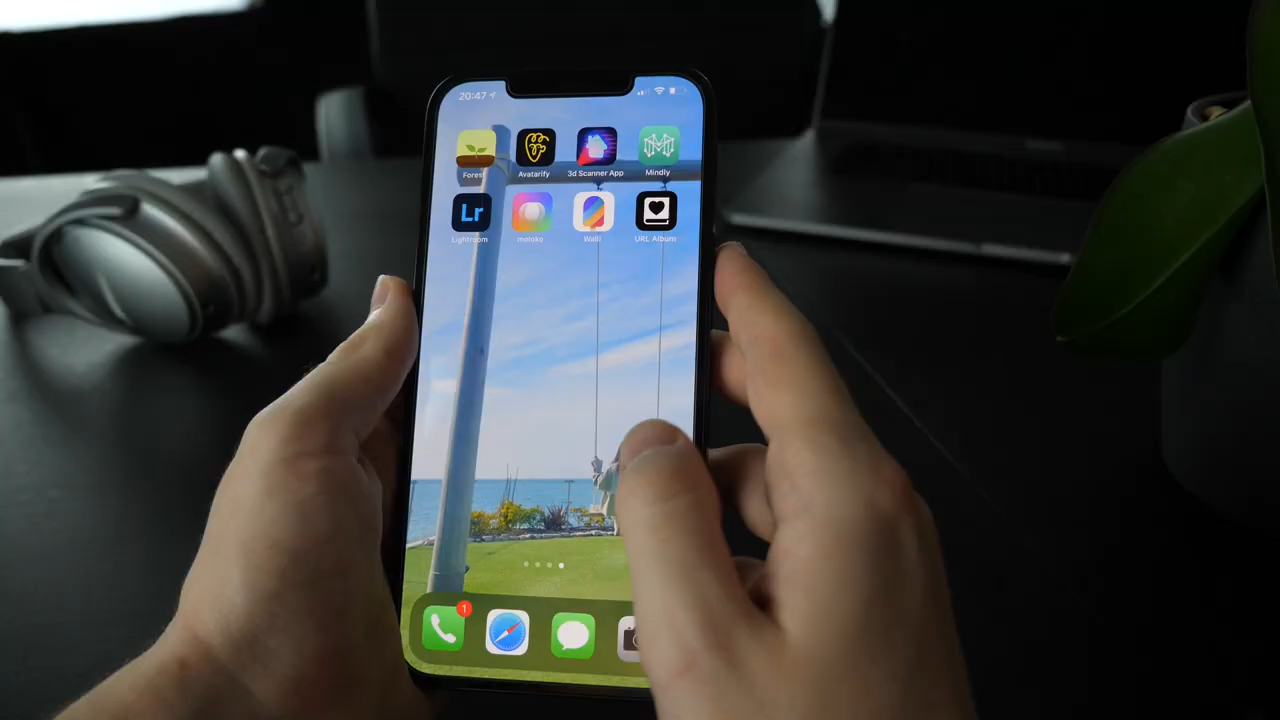 20:47
Forest
Avatarify
3d Scanner App
Mindly
Lr
Lightroom
moloko
Walli
URL Album
1